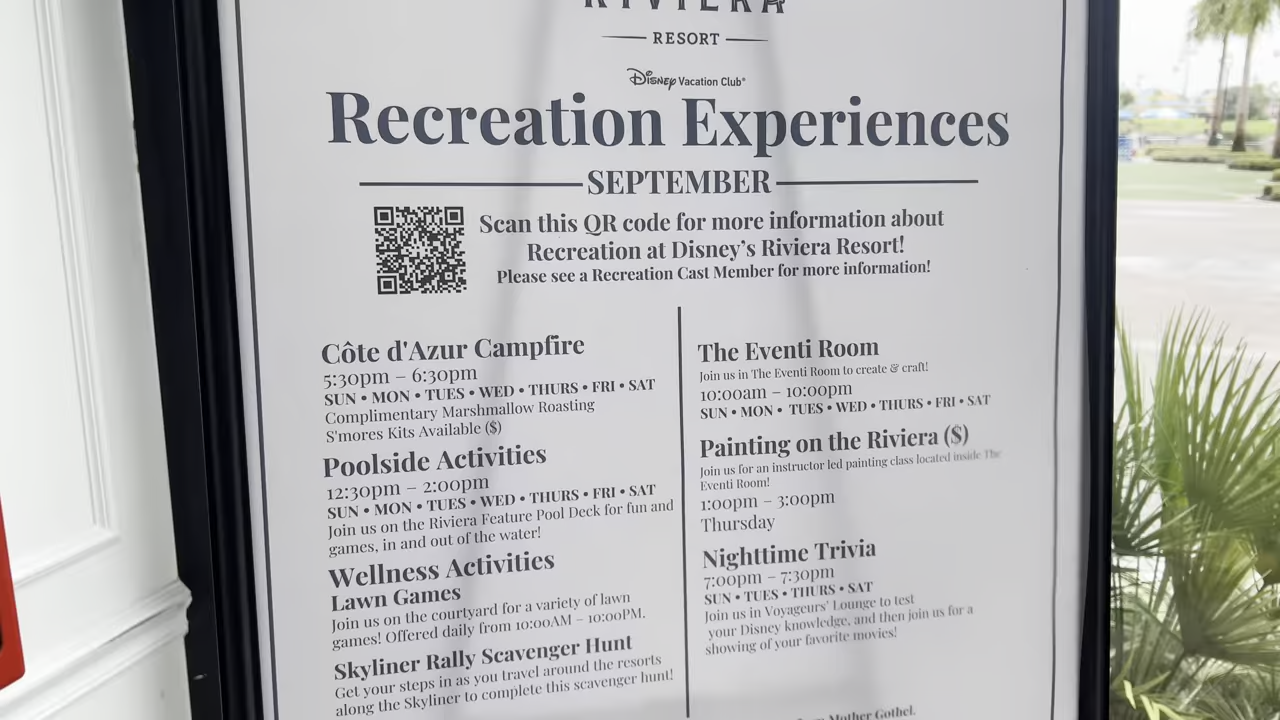 RIVIERA
RESORT
Disney Vacation Club®
Recreation Experiences
SEPTEMBER
Scan this QR code for more information about
Recreation at Disney's Riviera Resort!
Please see a Recreation Cast Member for more information!
Côte d'Azur Campfire
5:30pm – 6:30pm
SUN • MON • TUES • WED • THURS • FRI • SAT
Complimentary Marshmallow Roasting
S'mores Kits Available ($)
Poolside Activities
12:30pm – 2:00pm
SUN • MON • TUES • WED • THURS • FRI • SAT
Join us on the Riviera Feature Pool Deck for fun and
games, in and out of the water!
Wellness Activities
Lawn Games
Join us on the courtyard for a variety of lawn
games! Offered daily from 10:00AM – 10:00PM.
Skyliner Rally Scavenger Hunt
Get your steps in as you travel around the resorts
along the Skyliner to complete this scavenger hunt!
The Eventi Room
Join us in The Eventi Room to create & craft!
10:00am – 10:00pm
SUN • MON • TUES • WED • THURS • FRI • SAT
Painting on the Riviera ($)
Join us for an instructor led painting class located inside The
Eventi Room!
1:00pm – 3:00pm
Thursday
Nighttime Trivia
7:00pm – 7:30pm
SUN • TUES • THURS • SAT
Join us in Voyageurs' Lounge to test
your Disney knowledge, and then join us for a
showing of your favorite movies!
Mother Gothel.